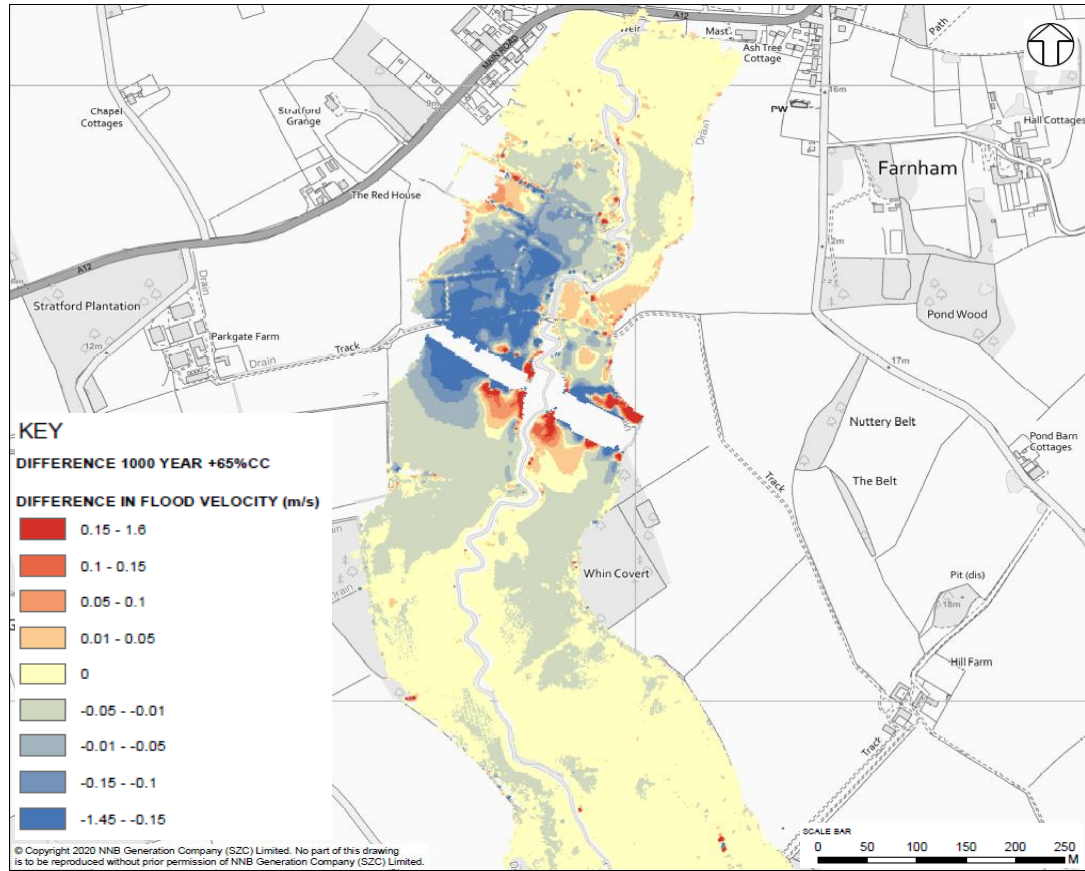 A12
Weir
Mast
Ash Tree
Cottage
MAIN ROAD
Path
Chapel
Cottages
Stratford
Grange
9m
PW
16m
Hall Cottages
Drain
Drain
Farnham
The Red House
12m
A12
Drain
Stratford Plantation
Pond Wood
Parkgate Farm
12m
Drain
Track
17m
Nuttery Belt
Pond Barn
Cottages
Track
The Belt
Whin Covert
Pit (dis)
18m
Drain
Hill Farm
Track
KEY
DIFFERENCE 1000 YEAR +65%CC
DIFFERENCE IN FLOOD VELOCITY (m/s)
0.15 - 1.6
0.1 - 0.15
0.05 - 0.1
0.01 - 0.05
0
-0.05 - -0.01
-0.01 - -0.05
-0.15 - -0.1
-1.45 - -0.15
© Copyright 2020 NNB Generation Company (SZC) Limited. No part of this drawing
is to be reproduced without prior permission of NNB Generation Company (SZC) Limited.
SCALE BAR
0 50 100 150 200 250
M